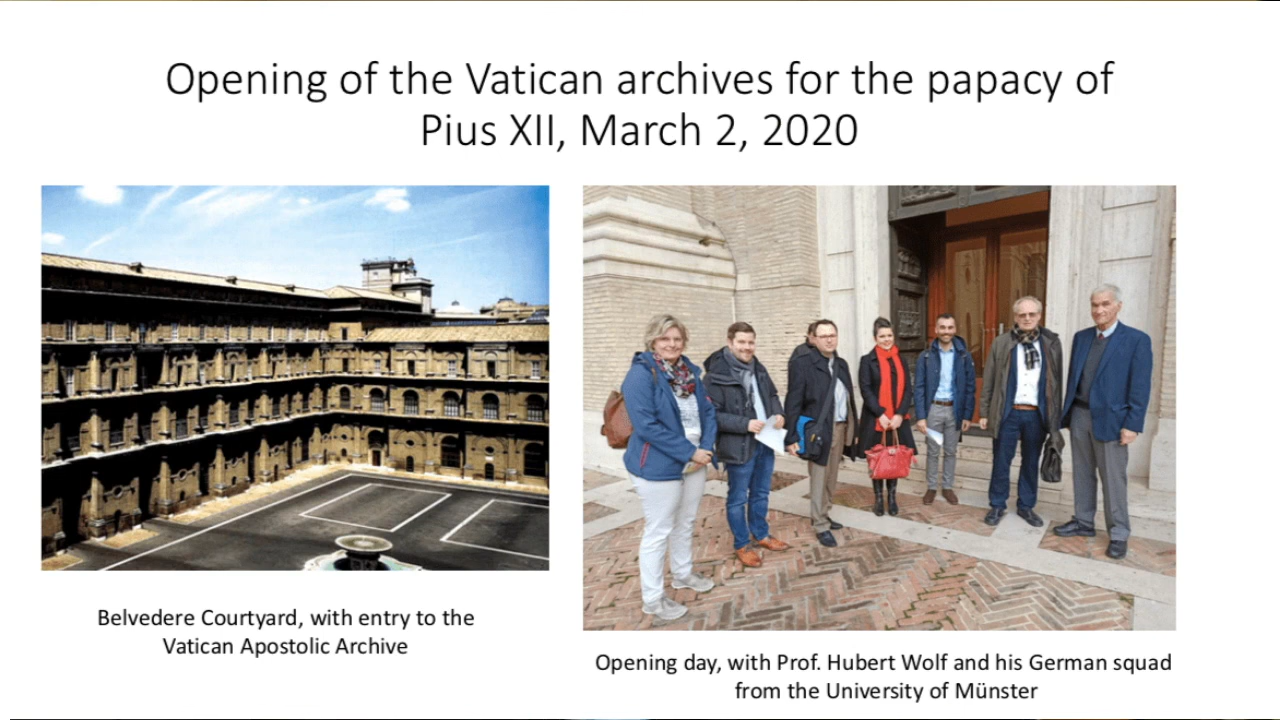 Opening of the Vatican archives for the papacy of
Pius XII, March 2, 2020
Belvedere Courtyard, with entry to the
Vatican Apostolic Archive
Opening day, with Prof. Hubert Wolf and his German squad
from the University of Münster